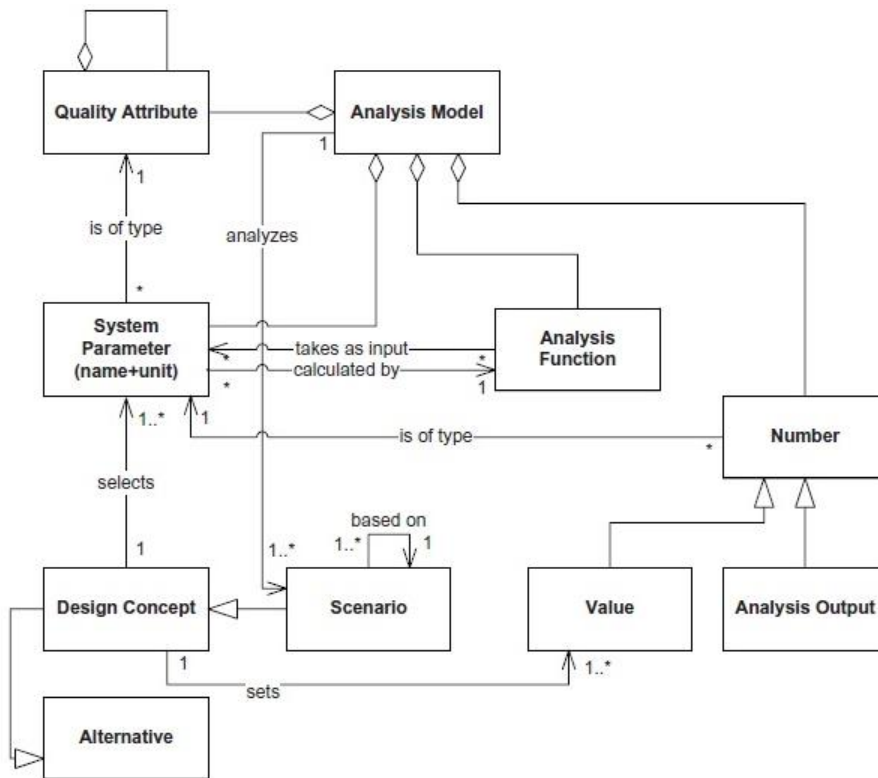 Quality Attribute
Analysis Model
1
1
is of type
analyzes
*
System
Parameter
(name+unit)
*
takes as input
*
*
calculated by
1
Analysis
Function
1..*
1
is of type
*
Number
selects
based on
1
1..*
1..*
1
Design Concept
Scenario
Value
Analysis Output
1
sets
1..*
Alternative